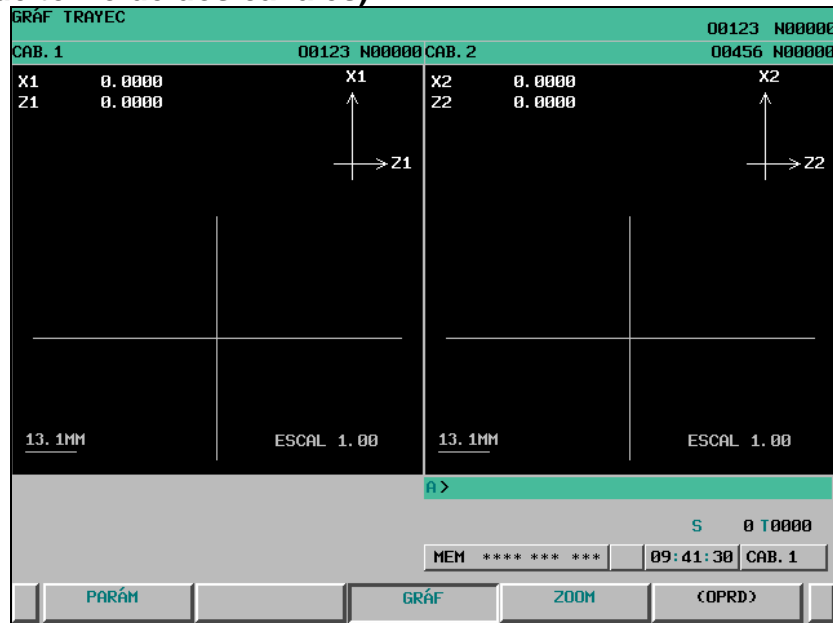 GRÁF TRAYEC
O0123 N00000
CAB. 1 O0123 N00000 CAB. 2 O0456 N00000
X1 0.0000 X1 X2 0.0000 X2
Z1 0.0000 Z2 0.0000
Z1 Z2
13. 1MM ESCAL 1.00 13. 1MM ESCAL 1.00
A>
S 0 T0000
MEM **** *** *** 09:41:30 CAB. 1
PARÁM GRÁF ZOOM (OPRD)